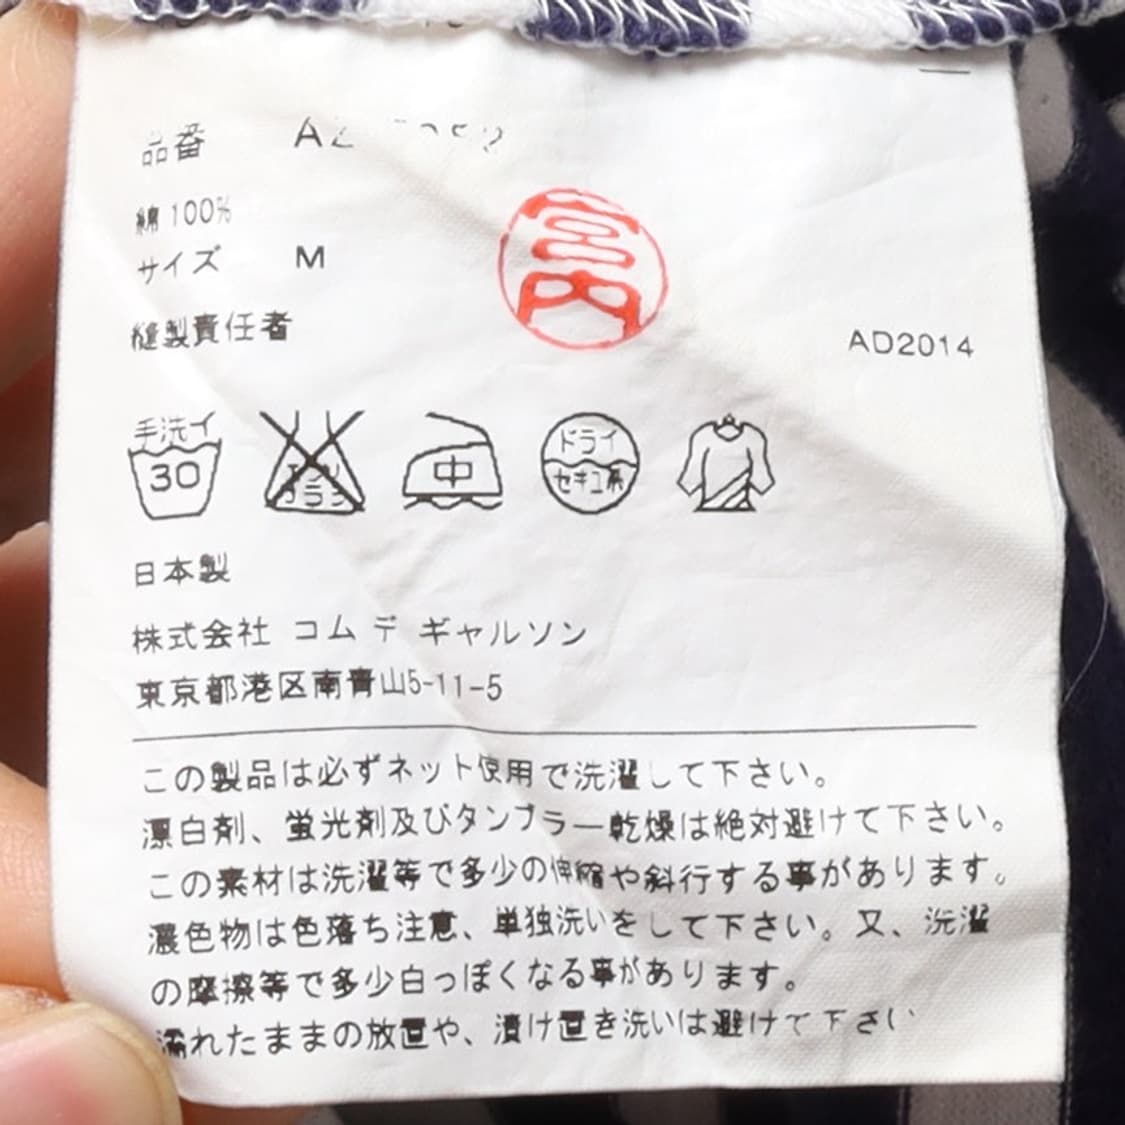 品番
綿 100%
サイズ M
縫製責任者
宮内
AD2014
手洗イ
30
エンソ
サラシ
中
ドライ
セキユ系
日本製
株式会社 コム デ ギャルソン
東京都港区南青山5-11-5
この製品は必ずネット使用で洗濯して下さい。
漂白剤、蛍光剤及びタンブラー乾燥は絶対避けて下さい。
この素材は洗濯等で多少の伸縮や斜行する事があります。
濃色物は色落ち注意、単独洗いをして下さい。又、洗濯
の摩擦等で多少白っぽくなる事があります。
濡れたままの放置や、漬け置き洗いは避けて下さい